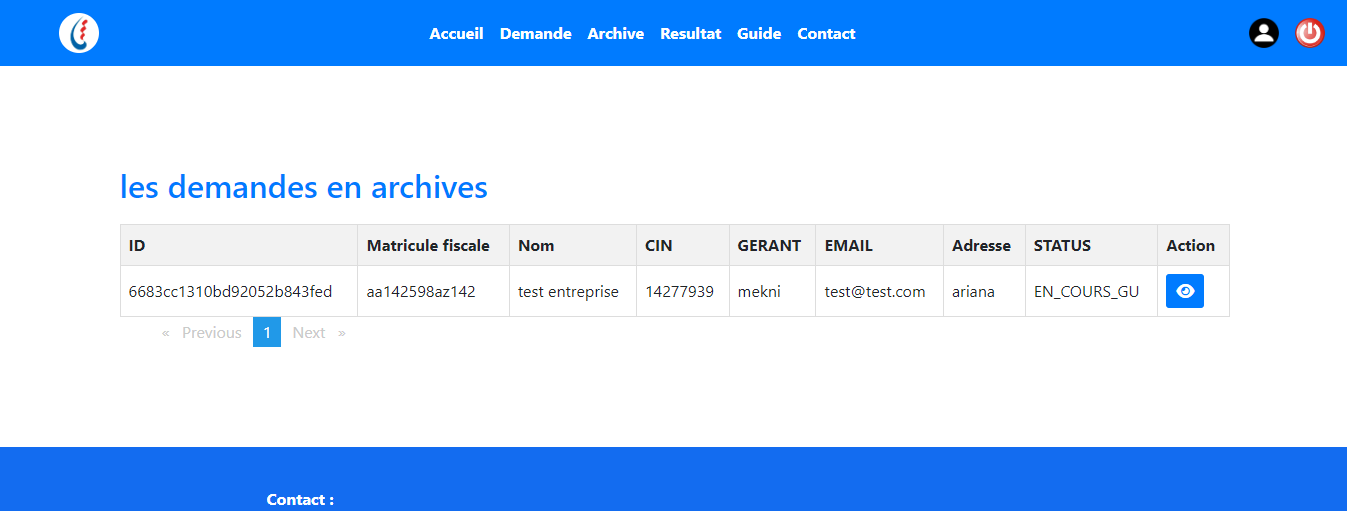 Accueil Demande Archive Resultat Guide Contact
les demandes en archives
ID Matricule fiscale Nom CIN GERANT EMAIL Adresse STATUS Action
6683cc1310bd92052b843fed aa142598az142 test entreprise 14277939 mekni test@test.com ariana EN_COURS_GU
« Previous 1 Next »
Contact :